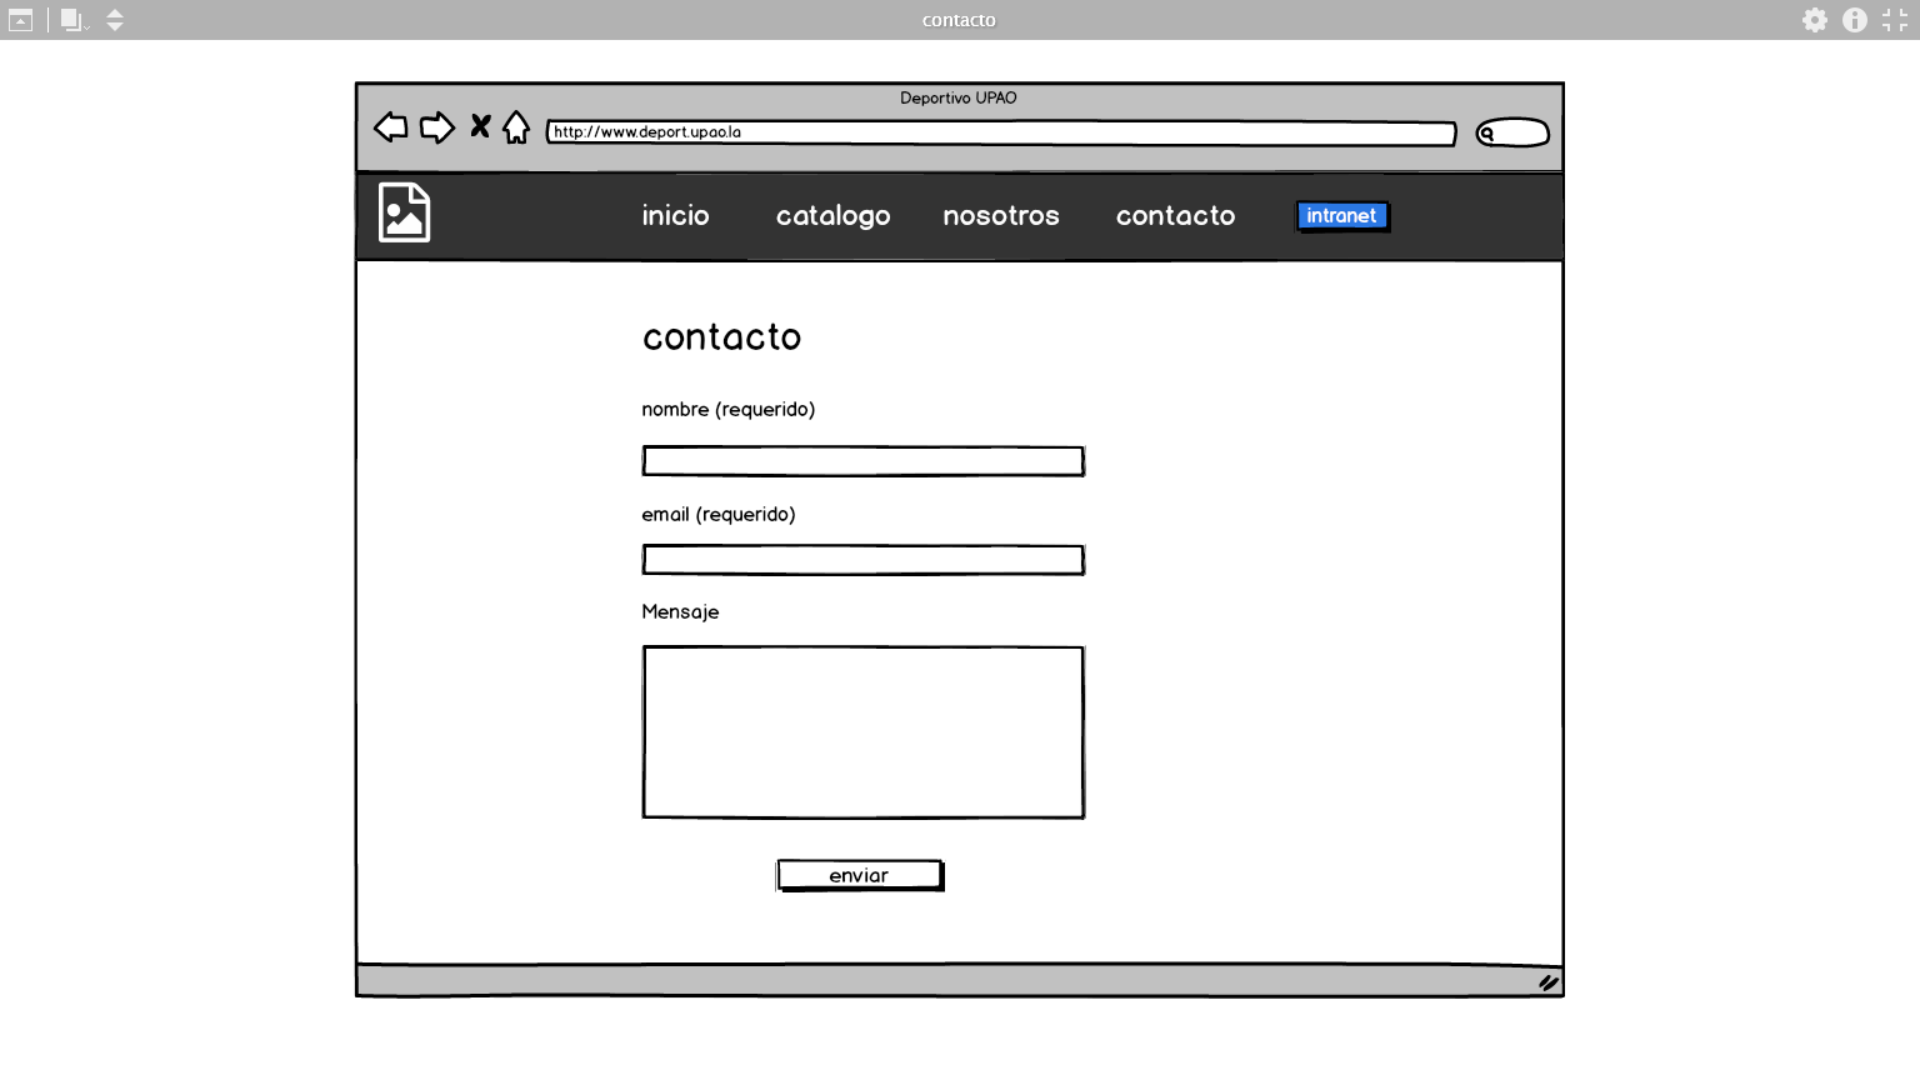 contacto
Deportivo UPAO
http://www.deport.upao.la
inicio catalogo nosotros contacto intranet
contacto
nombre (requerido)
email (requerido)
Mensaje
enviar